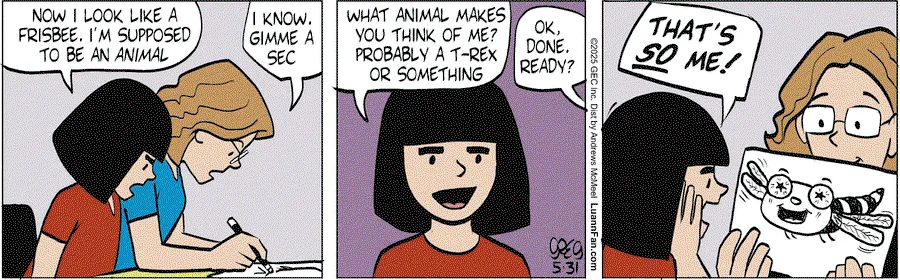 NOW I LOOK LIKE A
FRISBEE. I'M SUPPOSED
TO BE AN ANIMAL
I KNOW.
GIMME A
SEC
WHAT ANIMAL MAKES
YOU THINK OF ME?
PROBABLY A T-REX
OR SOMETHING
OK,
DONE.
READY?
GREG
5·31
©2025 GEC Inc. Dist by Andrews McMeel LuannFan.com
THAT'S
SO ME!